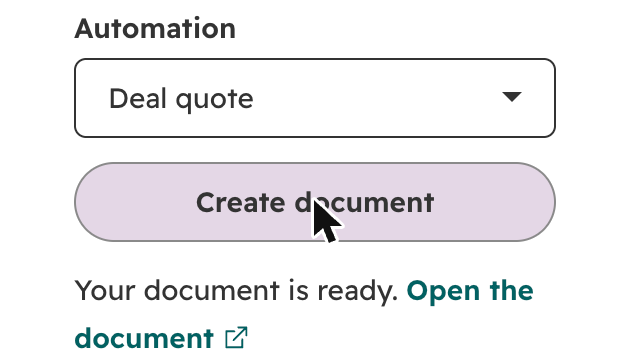 Automation
Deal quote
Create document
Your document is ready. Open the
document